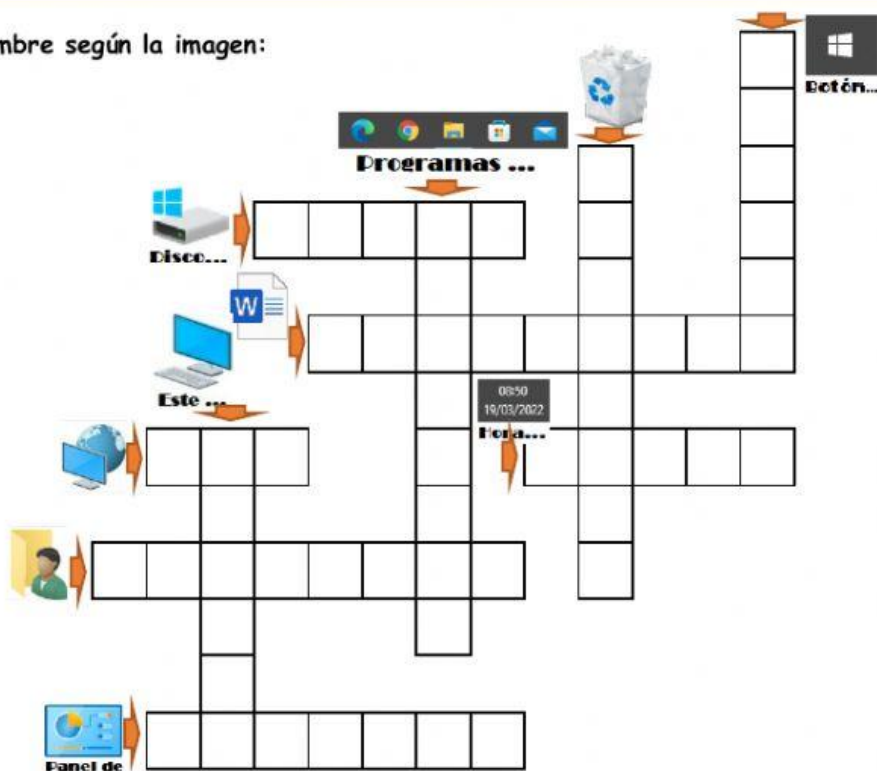 mbre según la imagen:
Botón...
Programas ...
Disco...
W
Este ...
08:50
19/03/2022
Hora...
Panel de